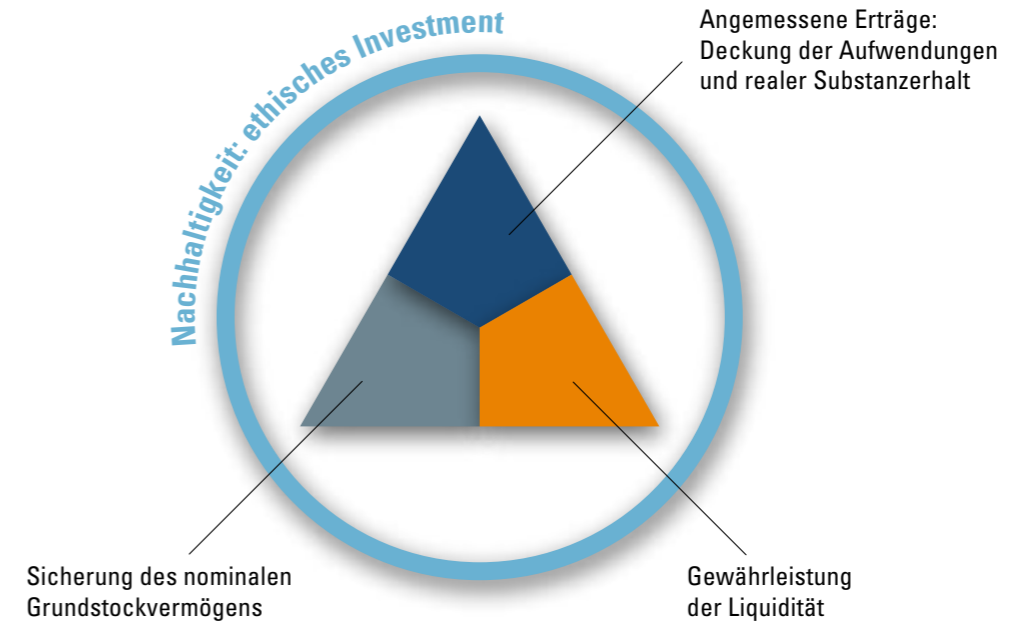 Nachhaltigkeit: ethisches Investment
Angemessene Erträge:
Deckung der Aufwendungen
und realer Substanzerhalt
Sicherung des nominalen
Grundstockvermögens
Gewährleistung
der Liquidität